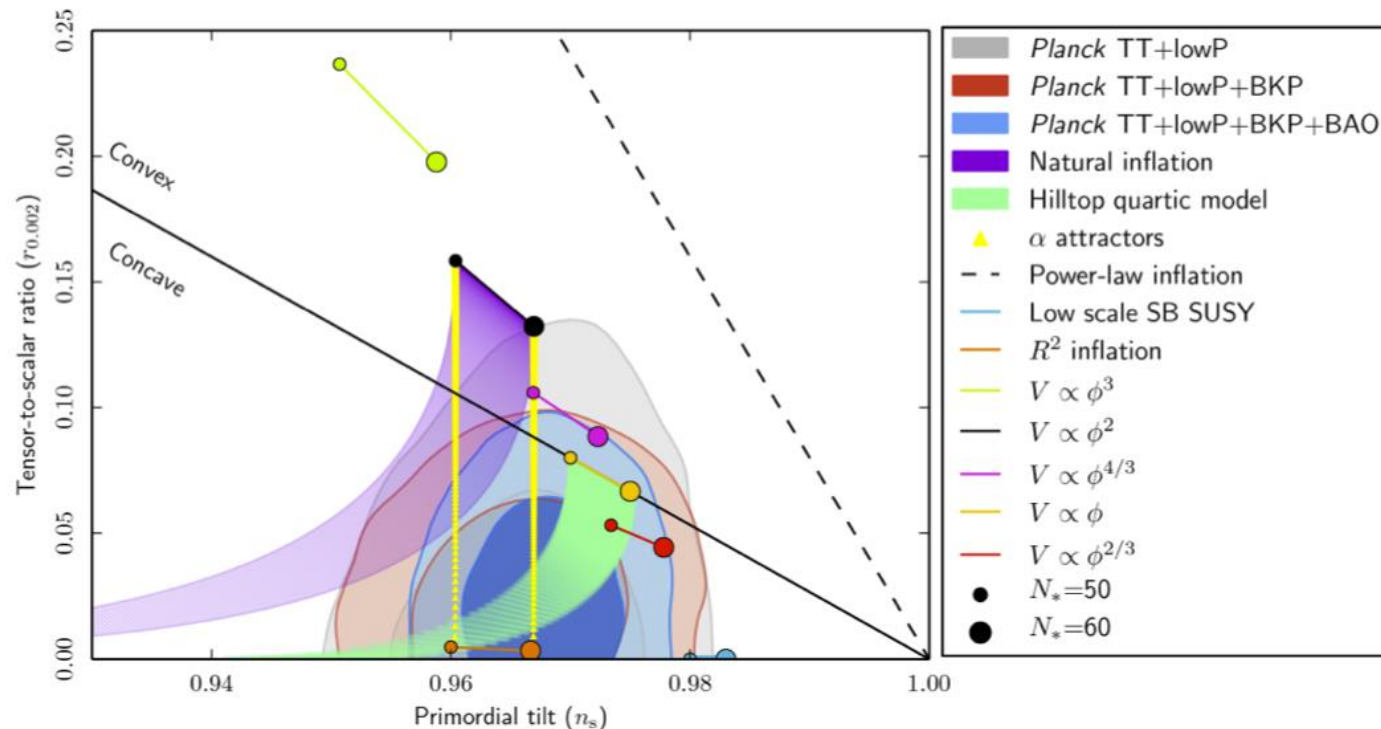 0.25
0.20
0.15
0.10
0.05
0.00
Tensor-to-scalar ratio (r₀.₀₀₂)
Convex
Concave
0.94
0.96
0.98
1.00
Primordial tilt (nₛ)
Planck TT+lowP
Planck TT+lowP+BKP
Planck TT+lowP+BKP+BAO
Natural inflation
Hilltop quartic model
α attractors
Power-law inflation
Low scale SB SUSY
R² inflation
V ∝ ϕ³
V ∝ ϕ²
V ∝ ϕ⁴/³
V ∝ ϕ
V ∝ ϕ²/³
N*=50
N*=60